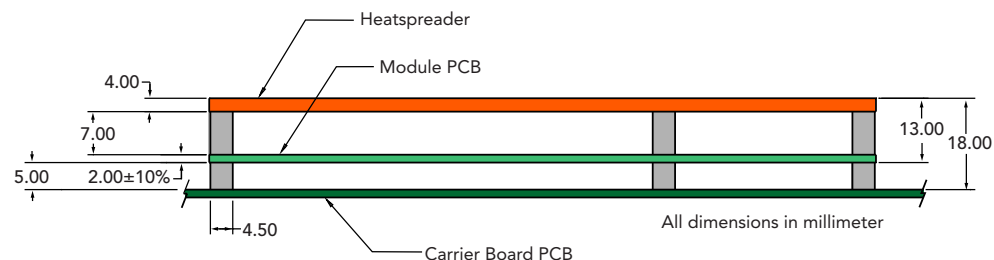 Heatspreader
Module PCB
4.00
7.00
13.00
18.00
5.00
2.00±10%
4.50
All dimensions in millimeter
Carrier Board PCB